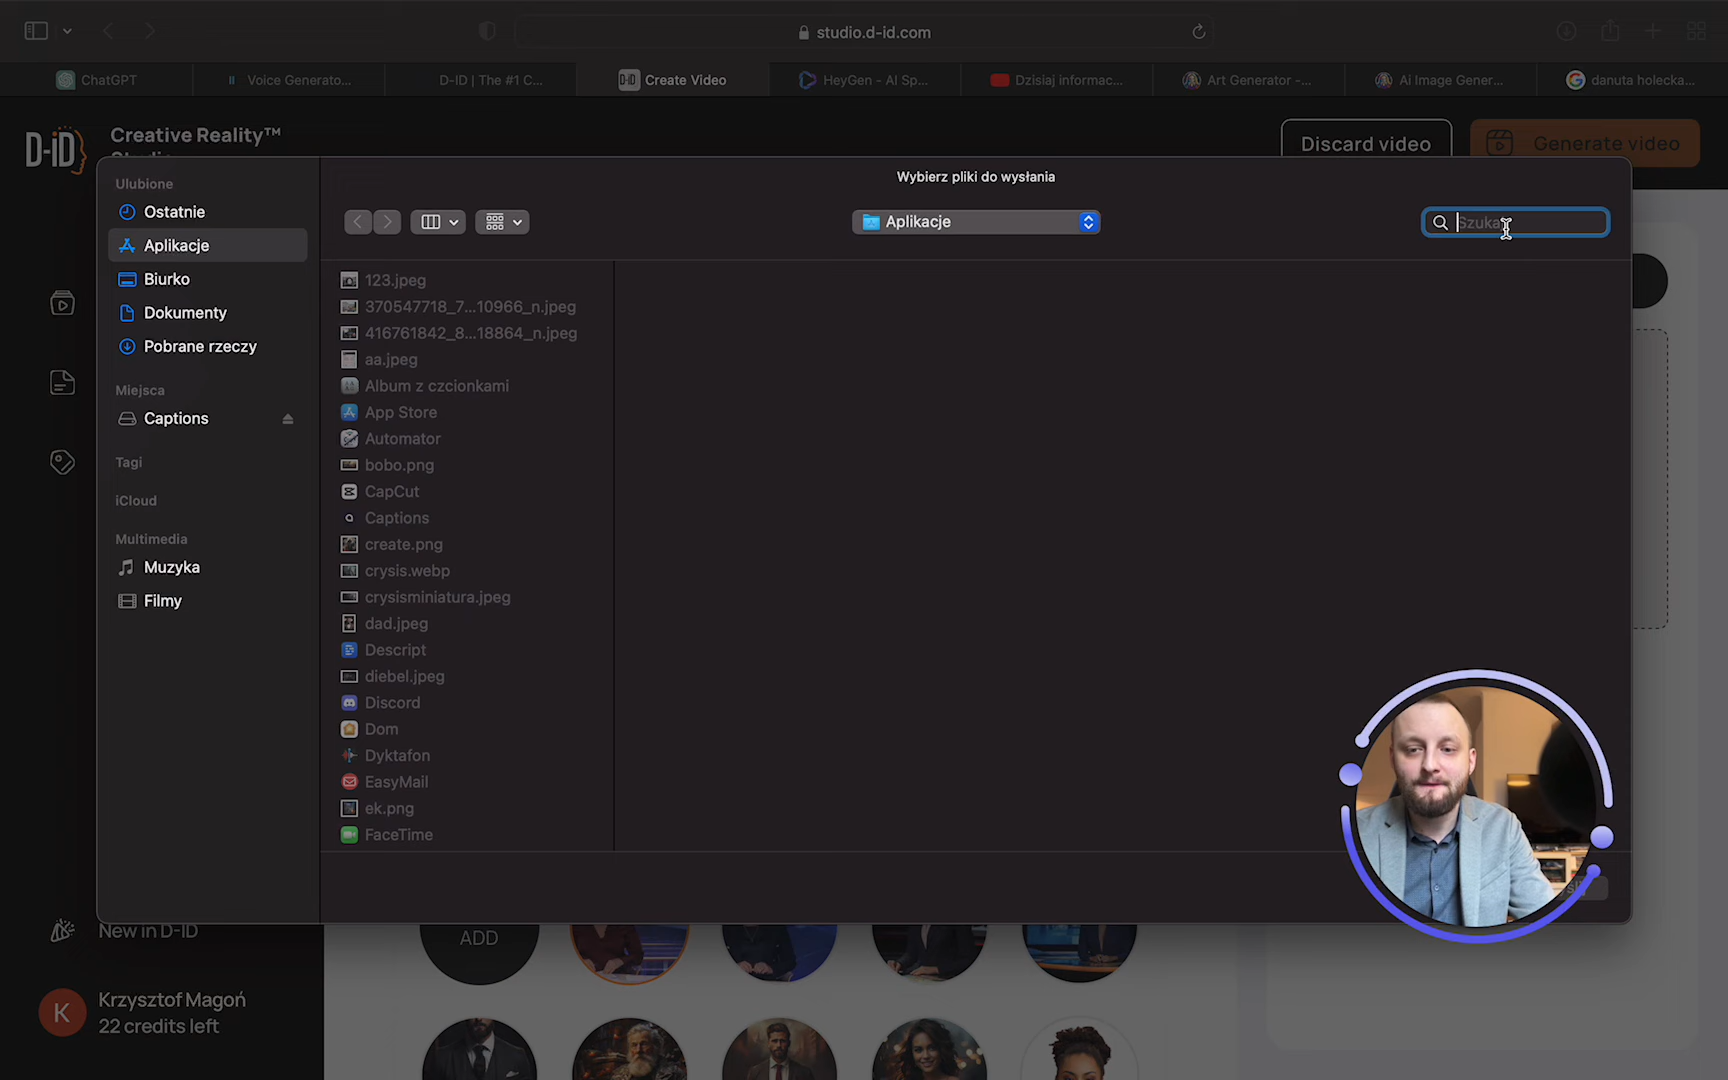 studio.d-id.com
ChatGPT
Voice Generato...
D-ID | The #1 C...
D-iD
Create Video
HeyGen - AI Sp...
Dzisiaj informac...
Art Generator -...
Ai Image Gener...
danuta holecka...
D-iD
Creative Reality™
Discard video
Generate video
Ulubione
Ostatnie
Aplikacje
Biurko
Dokumenty
Pobrane rzeczy
Miejsca
Captions
Tagi
iCloud
Multimedia
Muzyka
Filmy
Wybierz pliki do wysłania
Aplikacje
Szukaj
123.jpeg
370547718_7...10966_n.jpeg
416761842_8...18864_n.jpeg
aa.jpeg
Album z czcionkami
App Store
Automator
bobo.png
CapCut
Captions
create.png
crysis.webp
crysisminiatura.jpeg
dad.jpeg
Descript
diebel.jpeg
Discord
Dom
Dyktafon
EasyMail
ek.png
FaceTime
New in D-ID
ADD
K
Krzysztof Magoń
22 credits left